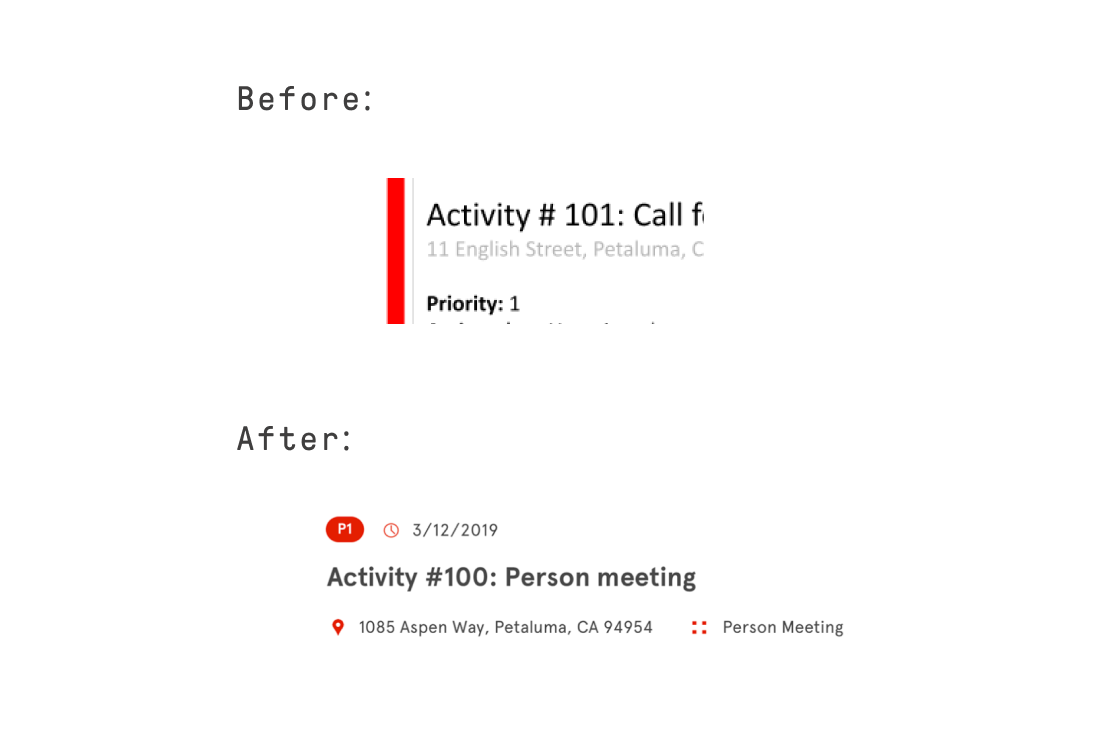 Before:
Activity # 101: Call
11 English Street, Petaluma,
Priority: 1
After:
P1 3/12/2019
Activity #100: Person meeting
1085 Aspen Way, Petaluma, CA 94954 Person Meeting